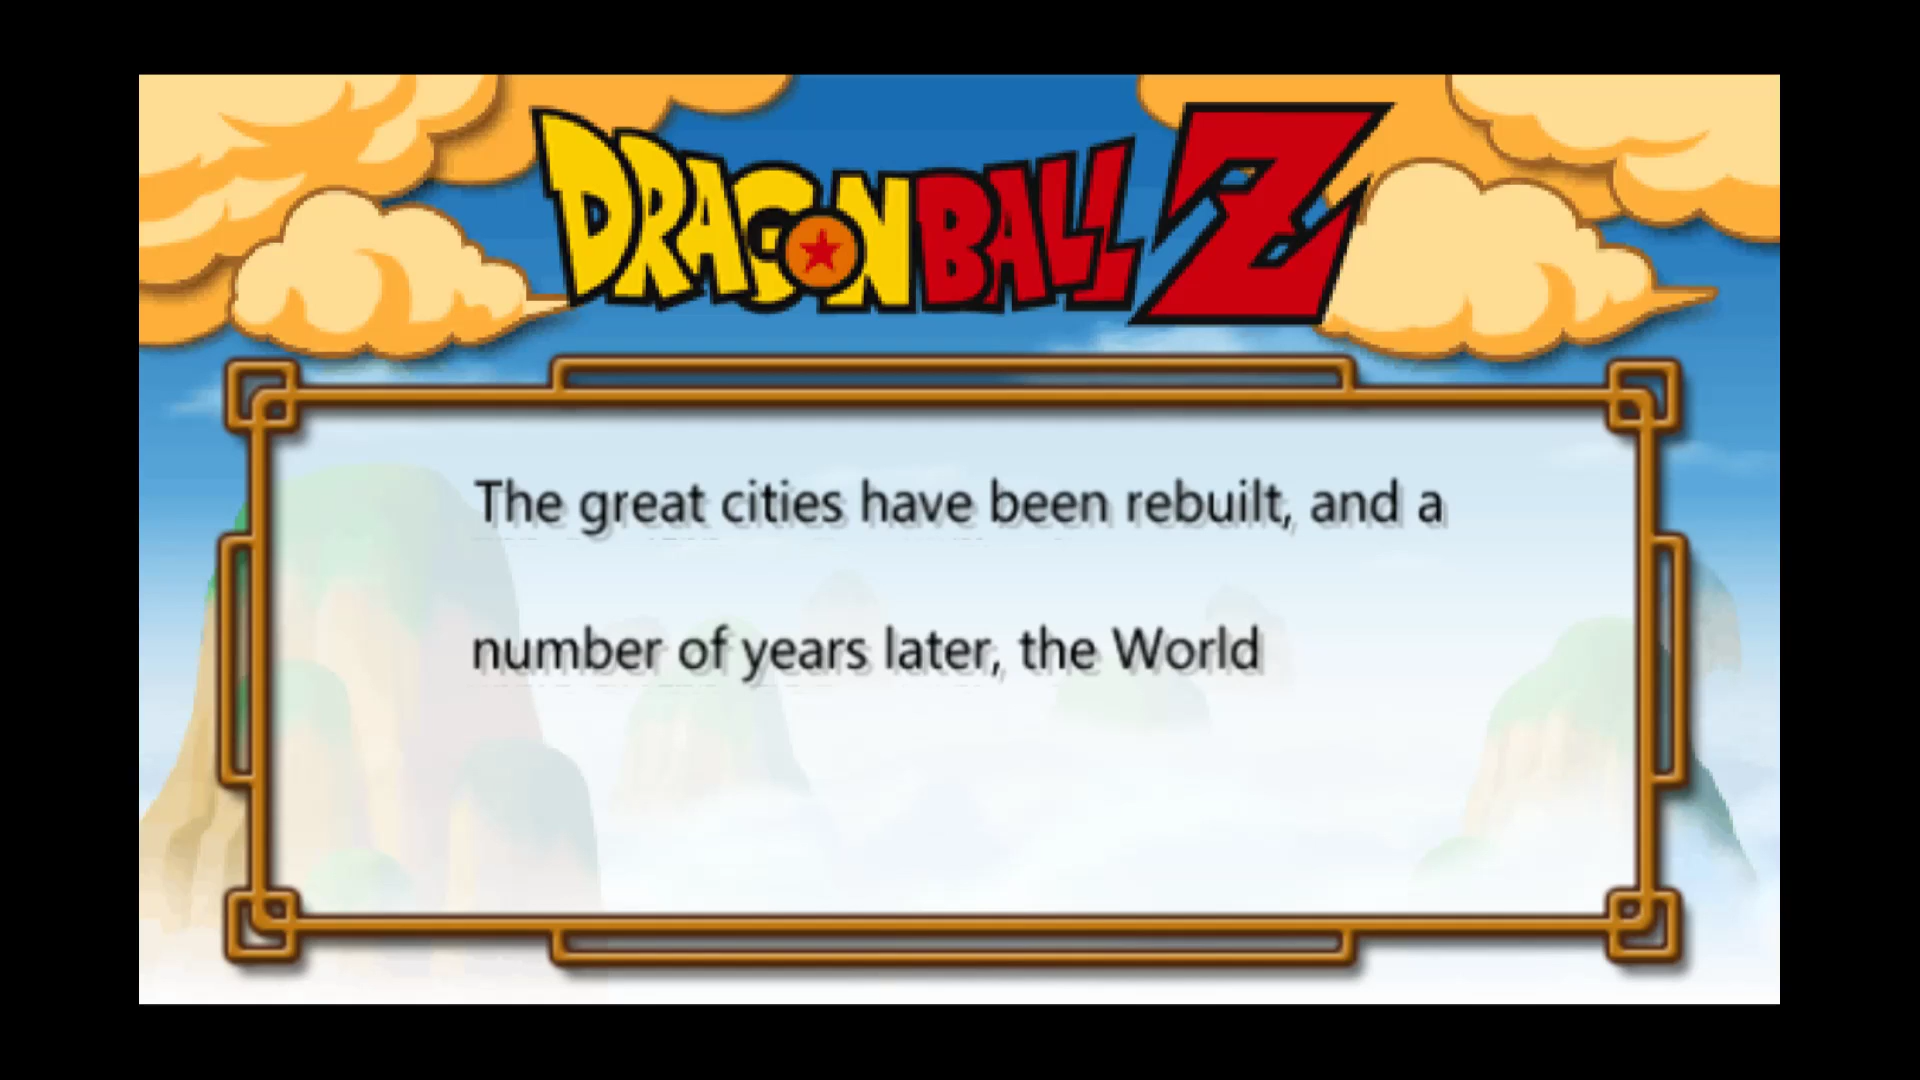 DRAGON BALL Z
The great cities have been rebuilt, and a
number of years later, the World